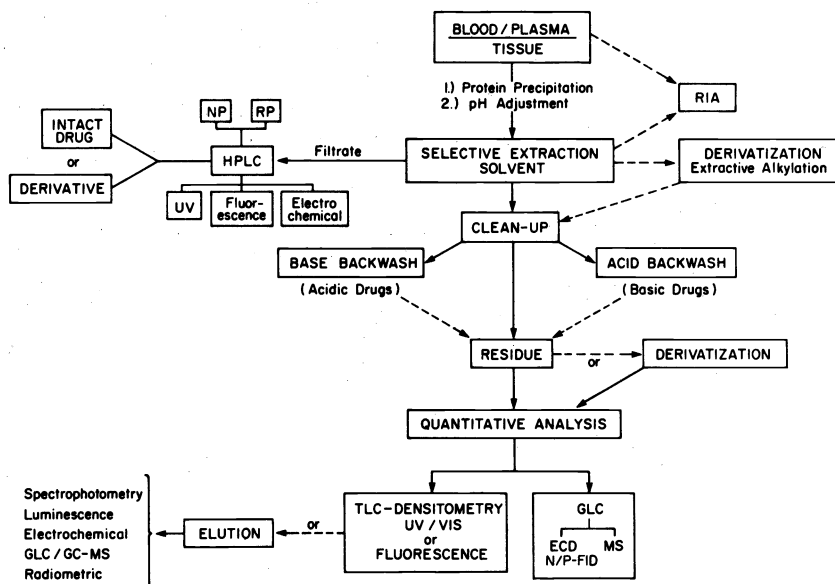 BLOOD / PLASMA
TISSUE
1.) Protein Precipitation
2.) pH Adjustment
RIA
NP
RP
INTACT
DRUG
or
DERIVATIVE
HPLC
Filtrate
SELECTIVE EXTRACTION
SOLVENT
DERIVATIZATION
Extractive Alkylation
UV
Fluor-
escence
Electro
chemical
CLEAN-UP
BASE BACKWASH
(Acidic Drugs)
ACID BACKWASH
(Basic Drugs)
RESIDUE
or
DERIVATIZATION
QUANTITATIVE ANALYSIS
Spectrophotometry
Luminescence
Electrochemical
GLC / GC-MS
Radiometric
ELUTION
or
TLC-DENSITOMETRY
UV / VIS
or
FLUORESCENCE
GLC
ECD
N/P-FID
MS